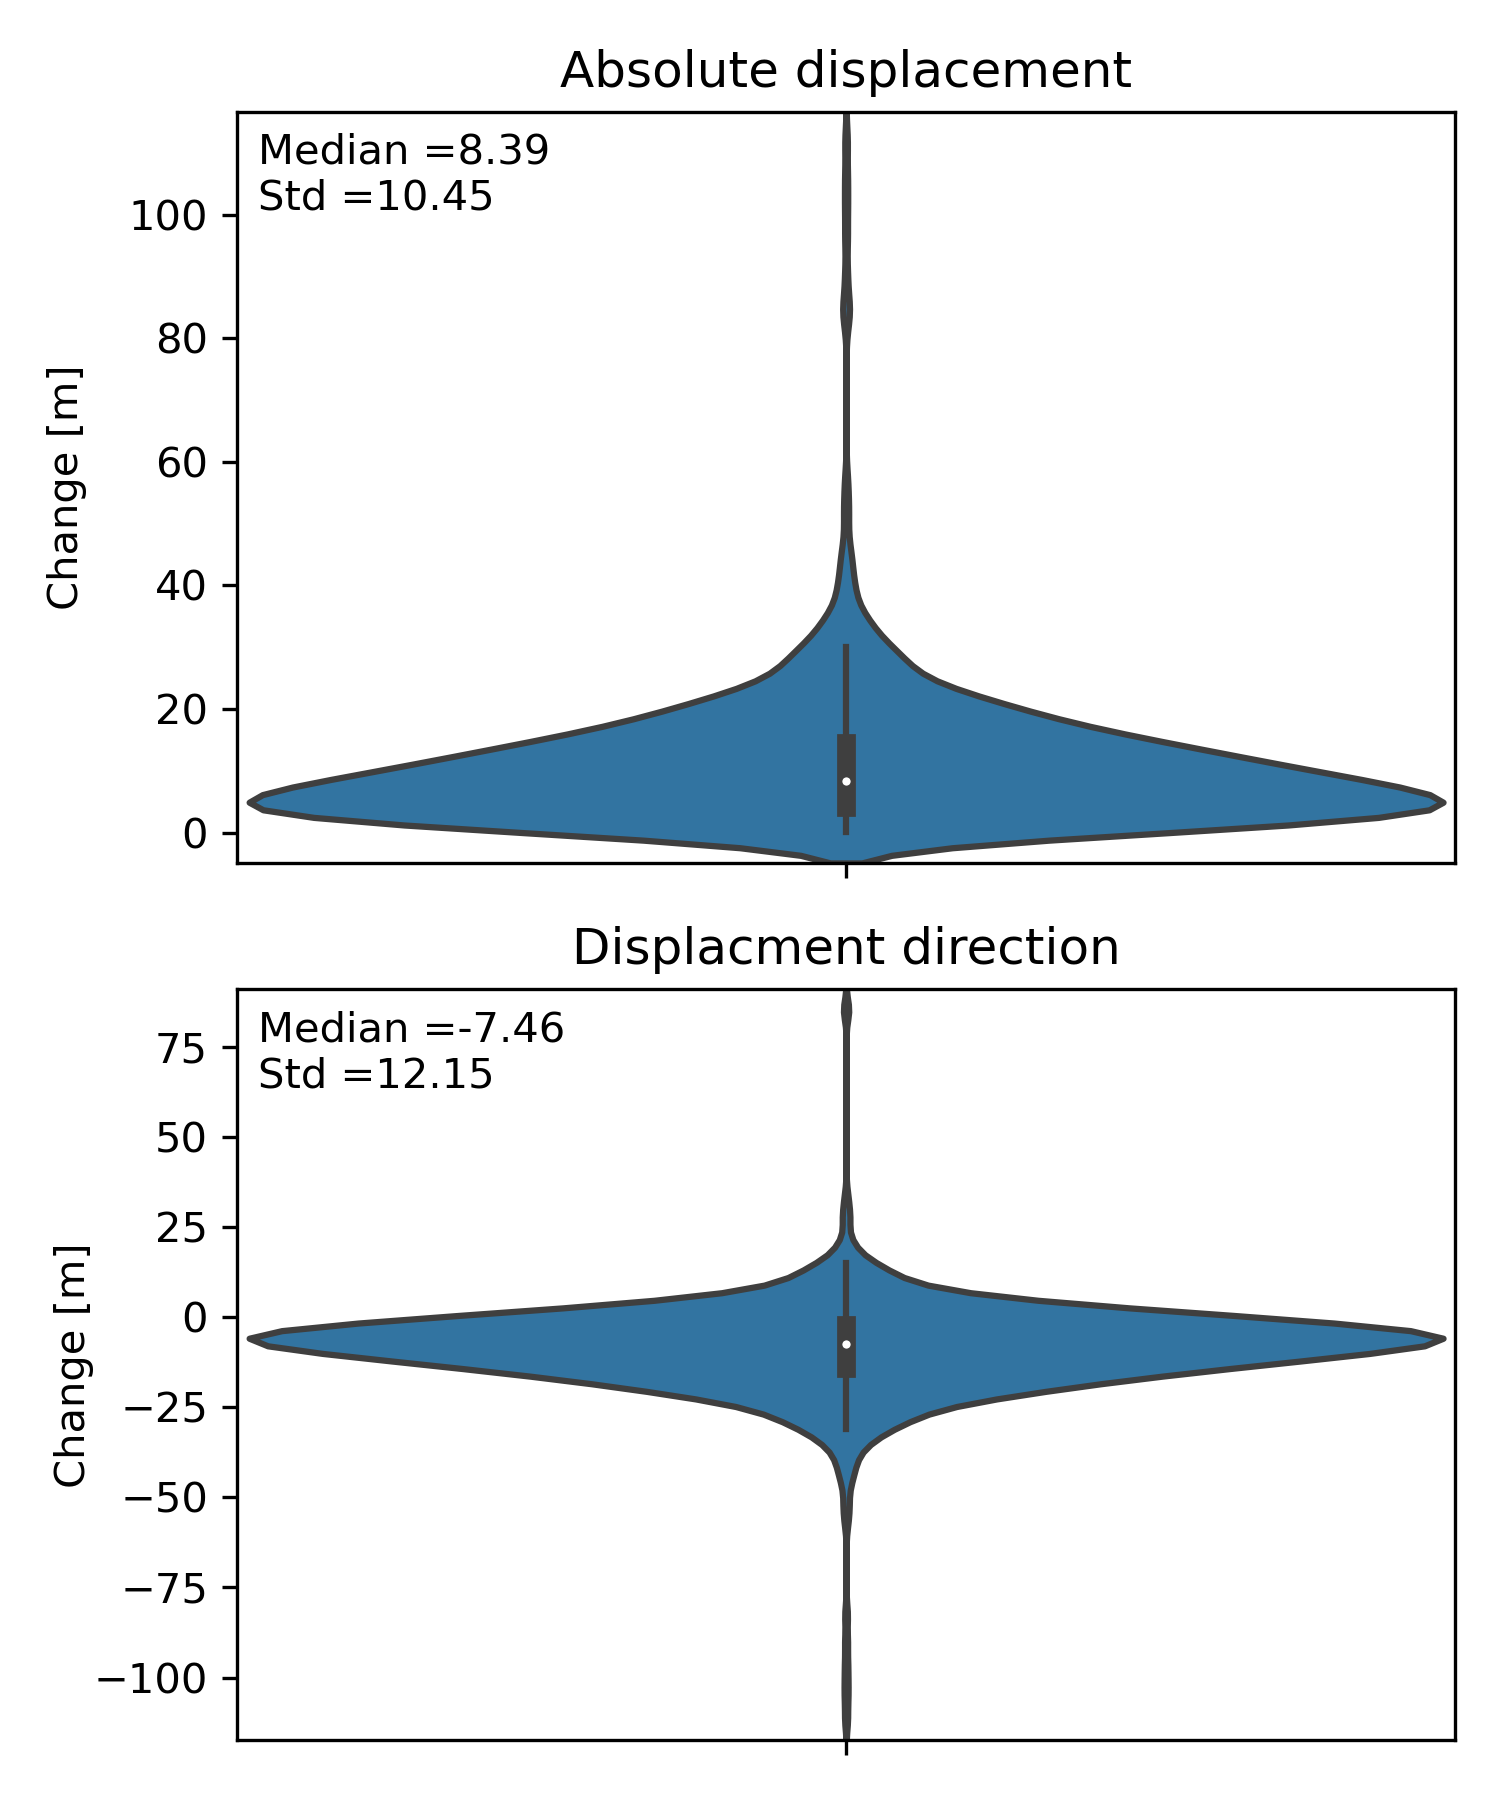 Absolute displacement
Median =8.39
Std =10.45
100
80
60
40
20
0
Change [m]
Displacment direction
Median =-7.46
Std =12.15
75
50
25
0
−25
−50
−75
−100
Change [m]